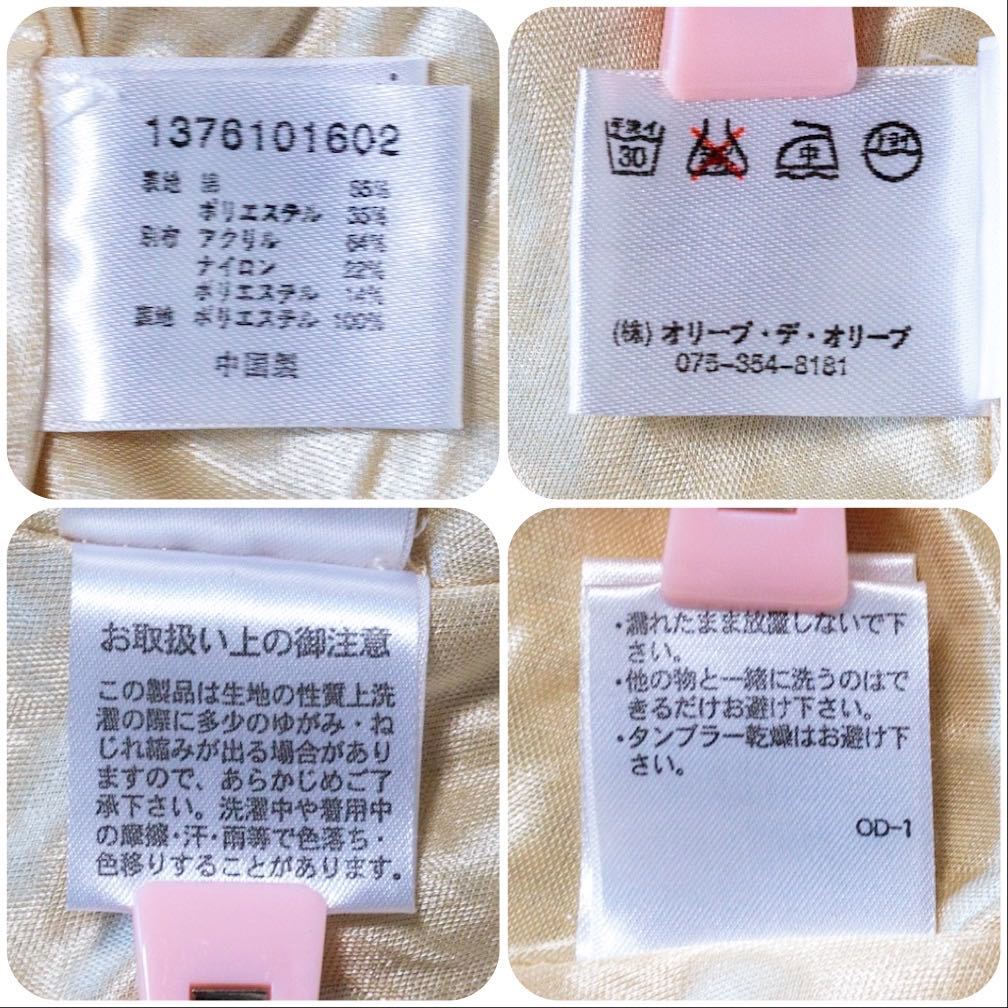 1376101602
表地 綿 65%
ポリエステル 35%
別布 アクリル 64%
ナイロン 22%
ポリエステル 14%
裏地 ポリエステル 100%
中国製
手洗イ
30
中
ドライ
(株)オリーブ・デ・オリーブ
075-354-8181
お取扱い上の御注意
この製品は生地の性質上洗
濯の際に多少のゆがみ・ね
じれ縮みが出る場合があり
ますので、あらかじめご了
承下さい。洗濯中や着用中
の摩擦・汗・雨等で色落ち・
色移りすることがあります。
・濡れたまま放置しないで下
さい。
・他の物と一緒に洗うのはで
きるだけお避け下さい。
・タンブラー乾燥はお避け下
さい。
OD-1